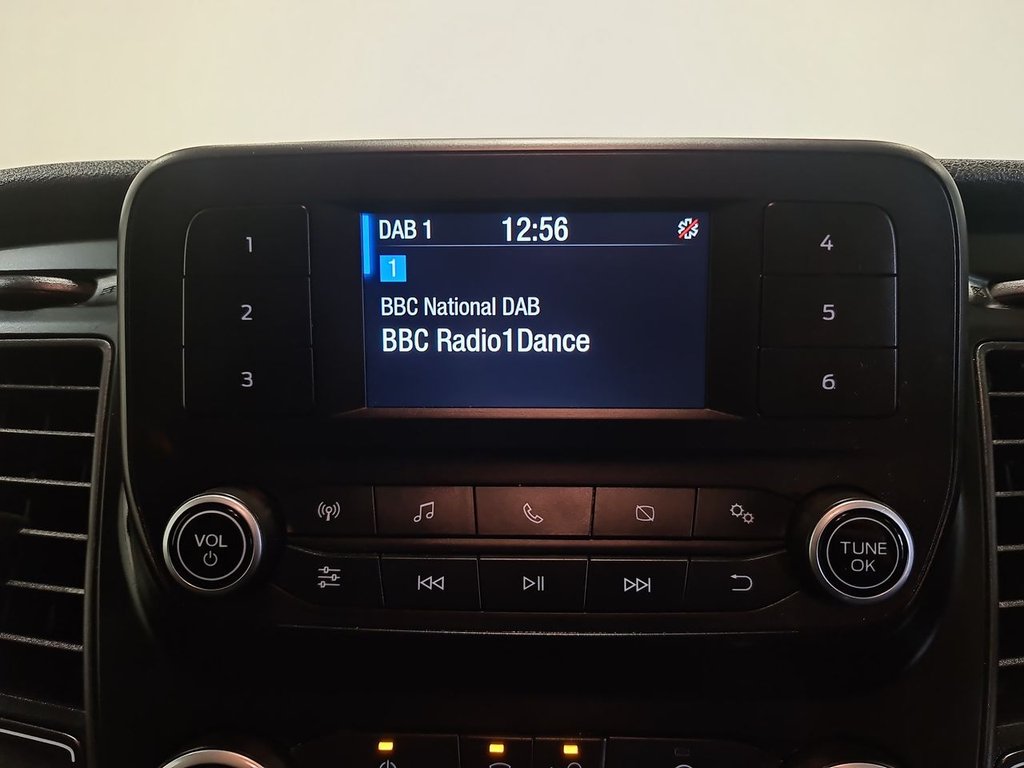 DAB 1 12:56
1
BBC National DAB
BBC Radio1Dance
1
2
3
4
5
6
VOL
TUNE
OK